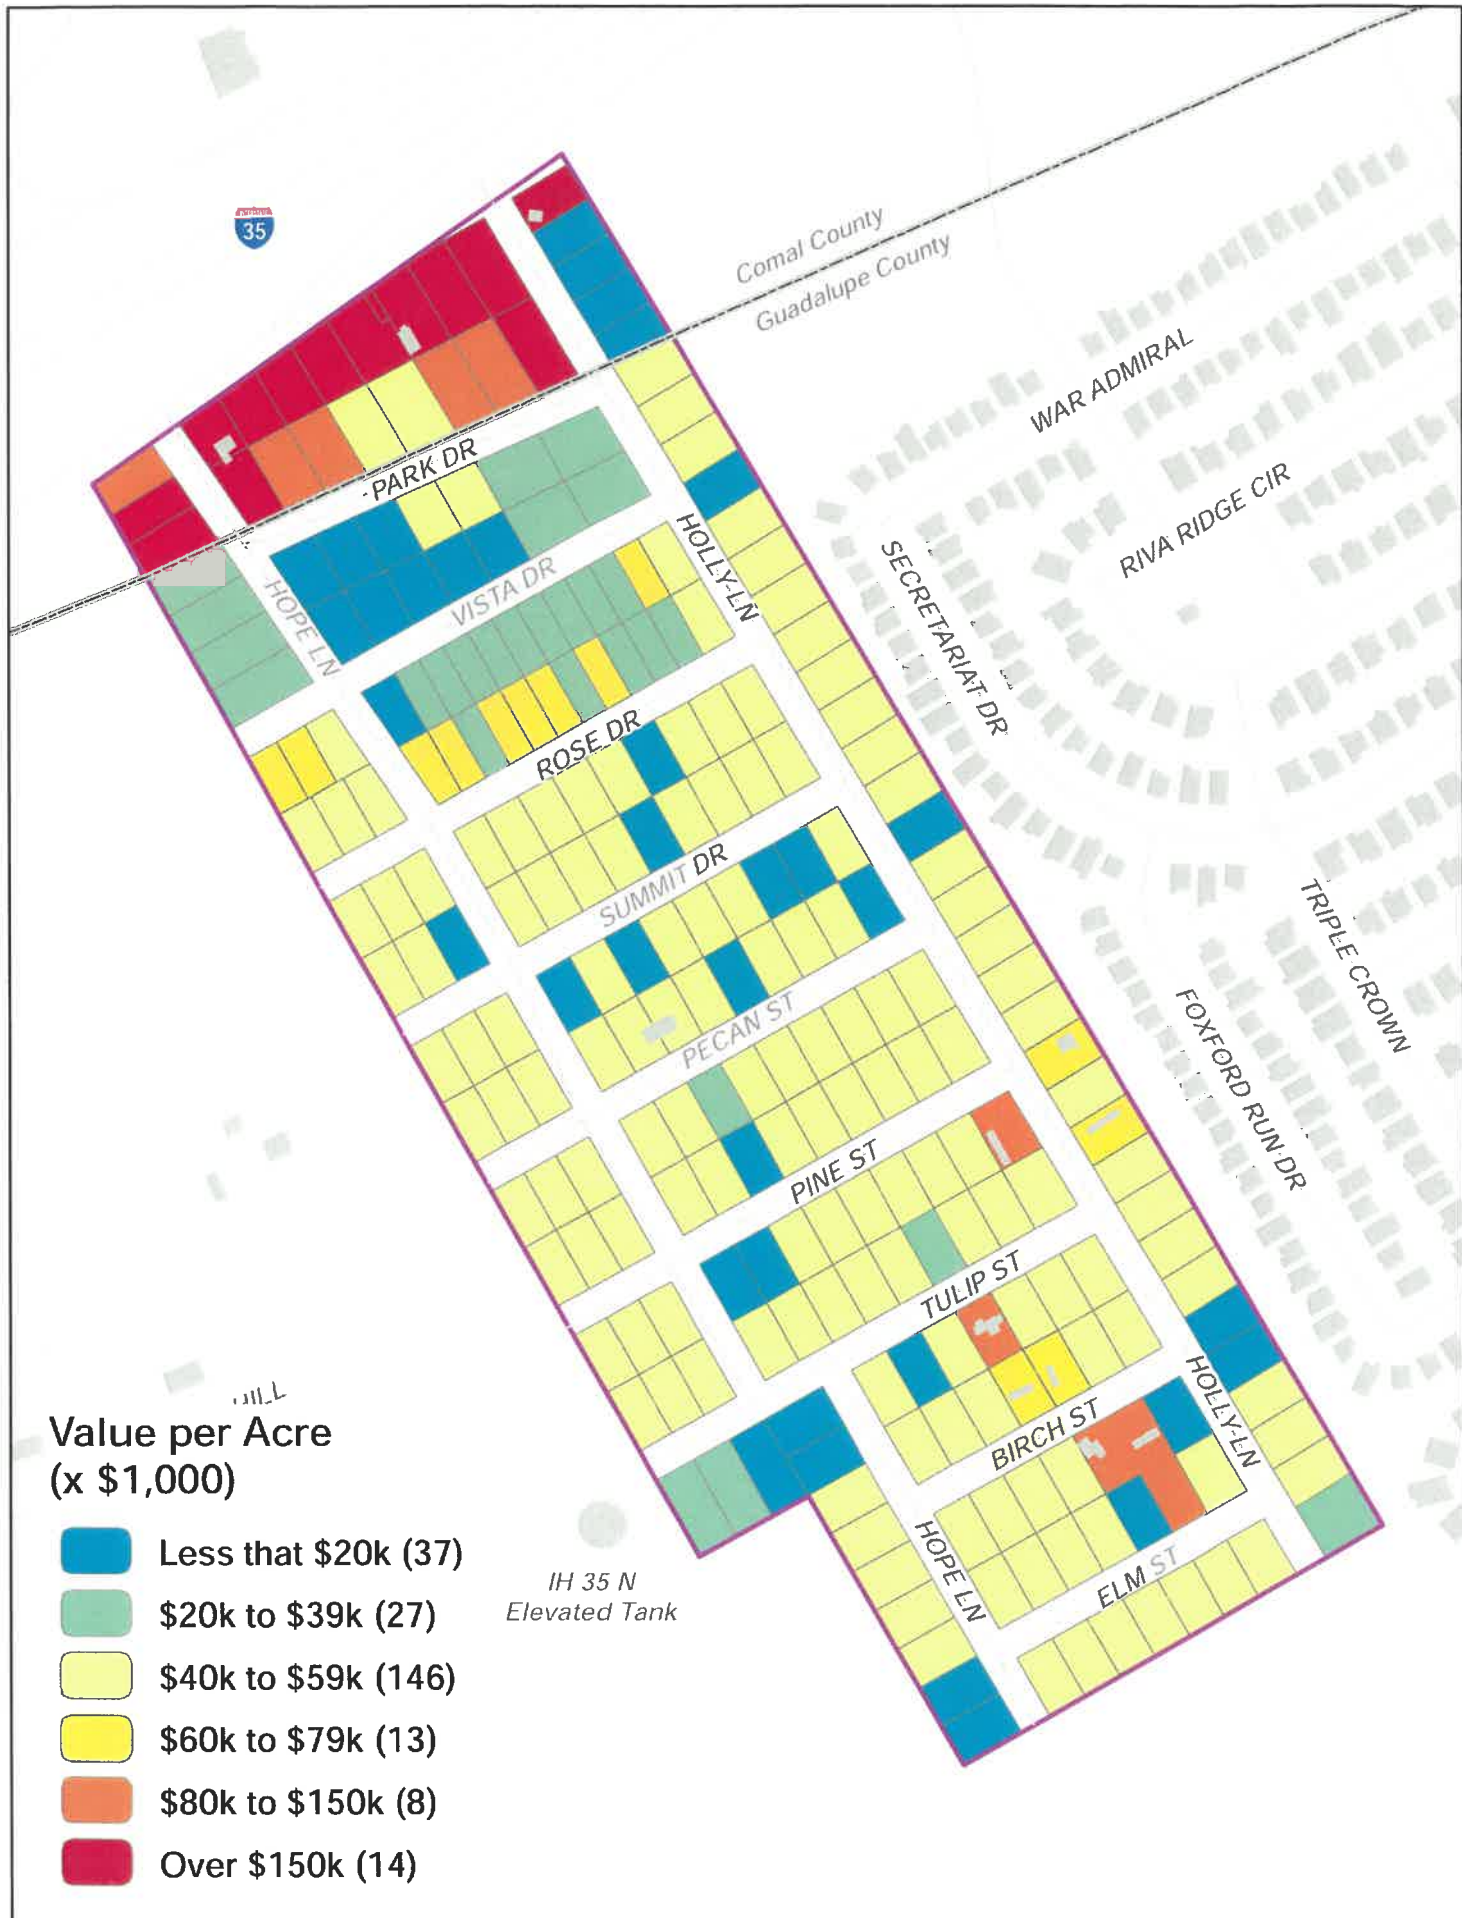 35
Comal County
Guadalupe County
WAR ADMIRAL
RIVA RIDGE CIR
PARK DR
HOLLY LN
SECRETARIAT DR
VISTA DR
HOPE LN
ROSE DR
SUMMIT DR
TRIPLE CROWN
PECAN ST
FOXFORD RUN DR
PINE ST
TULIP ST
HOLLY LN
BIRCH ST
HOPE LN
ELM ST
IH 35 N
Elevated Tank
Value per Acre
(x $1,000)
Less that $20k (37)
$20k to $39k (27)
$40k to $59k (146)
$60k to $79k (13)
$80k to $150k (8)
Over $150k (14)